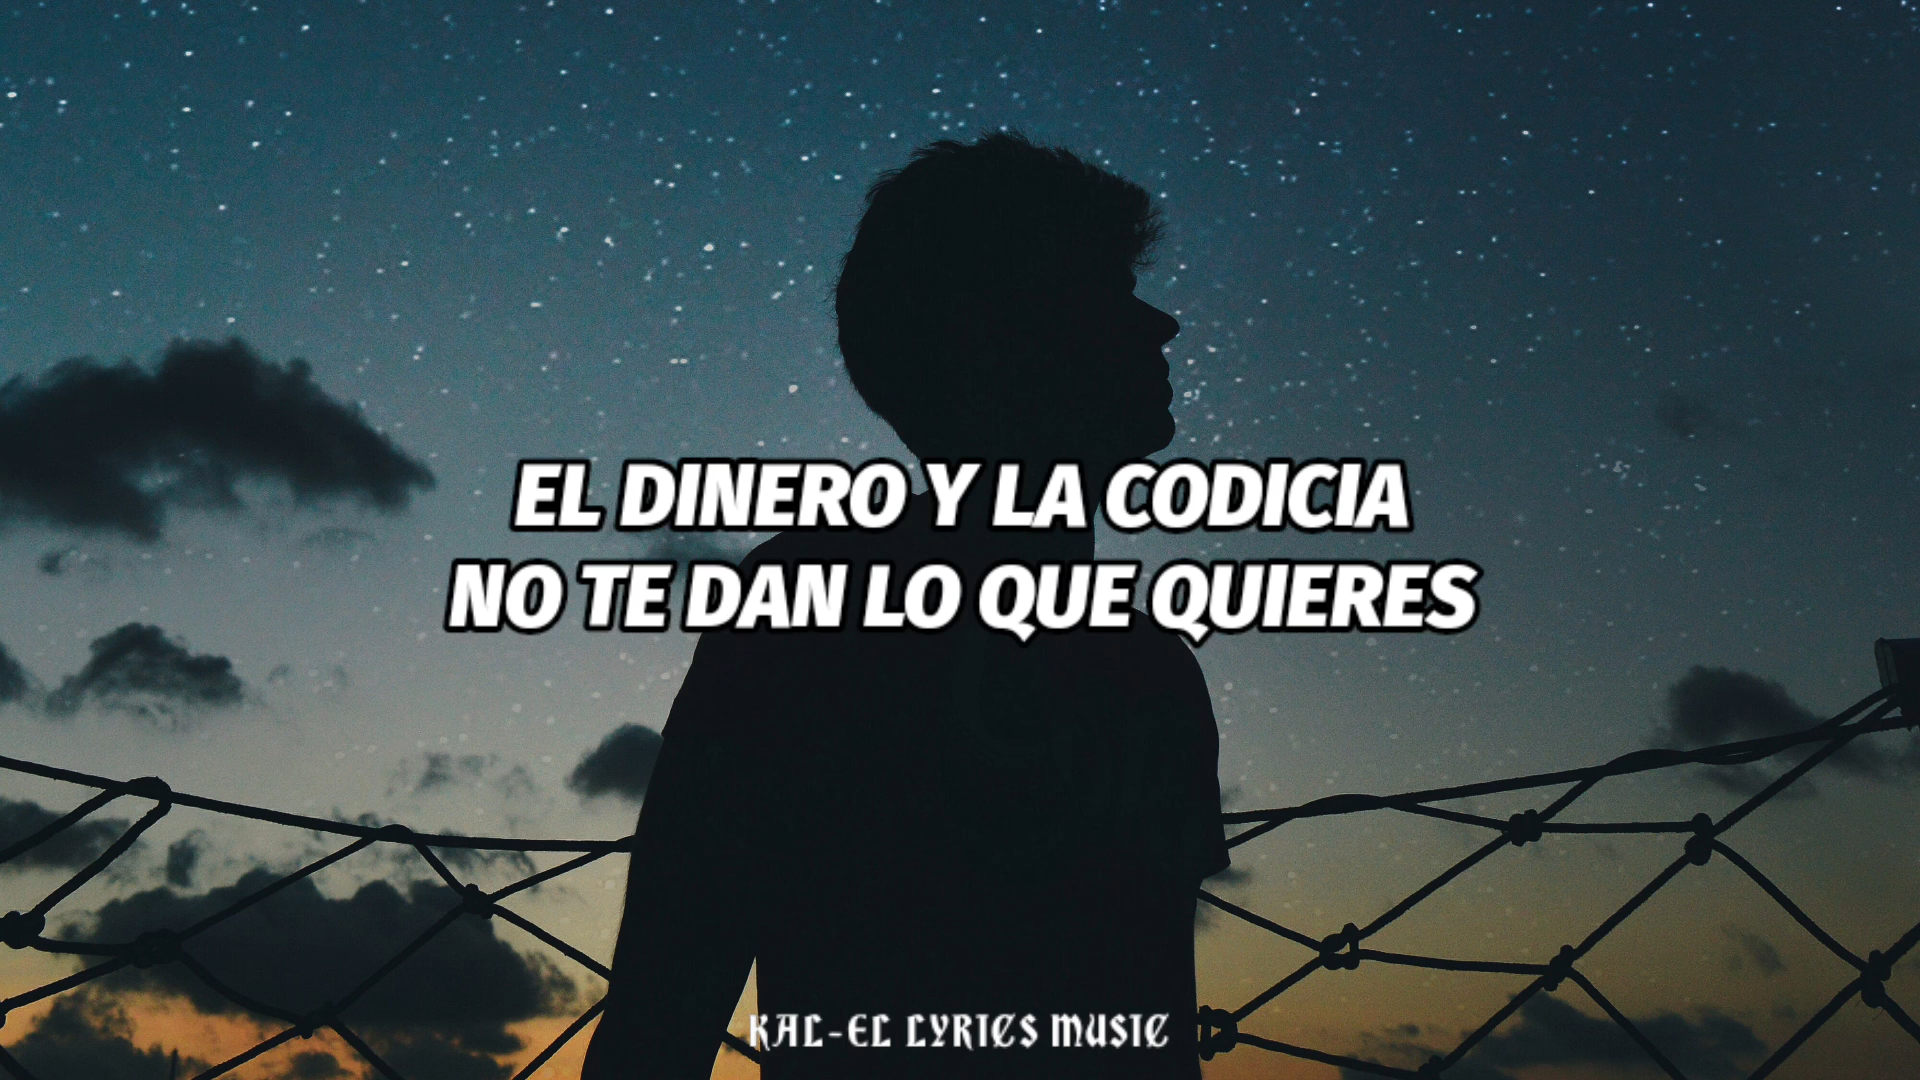 EL DINERO Y LA CODICIA
NO TE DAN LO QUE QUIERES
KAL-EL LYRICS MUSIC